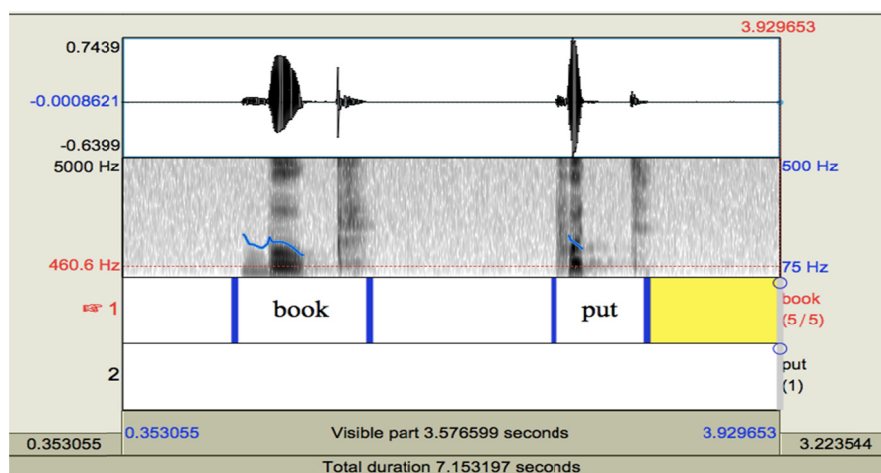 3.929653
0.7439
-0.0008621
-0.6399
5000 Hz 500 Hz
460.6 Hz 75 Hz
☞ 1 book put book
(5/5)
2 put
(1)
0.353055 Visible part 3.576599 seconds 3.929653
0.353055 3.223544
Total duration 7.153197 seconds